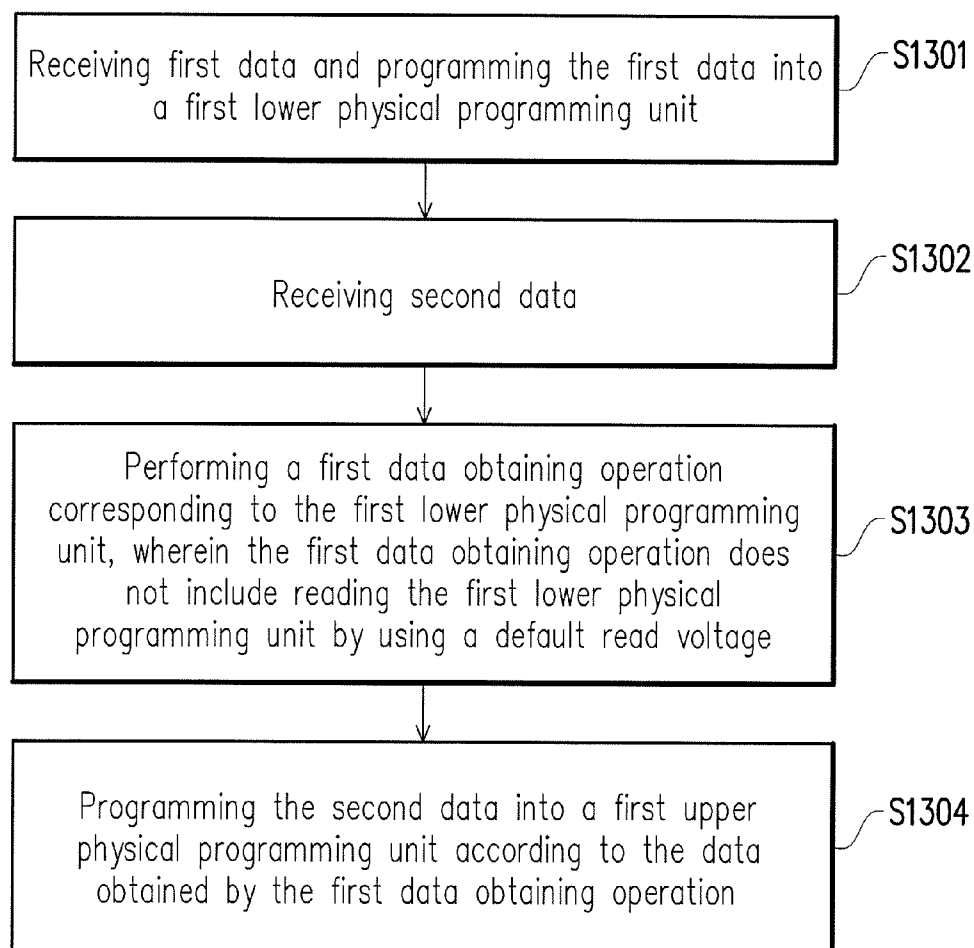 Receiving first data and programming the first data into
a first lower physical programming unit
S1301
Receiving second data
S1302
Performing a first data obtaining operation
corresponding to the first lower physical programming
unit, wherein the first data obtaining operation does
not include reading the first lower physical
programming unit by using a default read voltage
S1303
Programming the second data into a first upper
physical programming unit according to the data
obtained by the first data obtaining operation
S1304